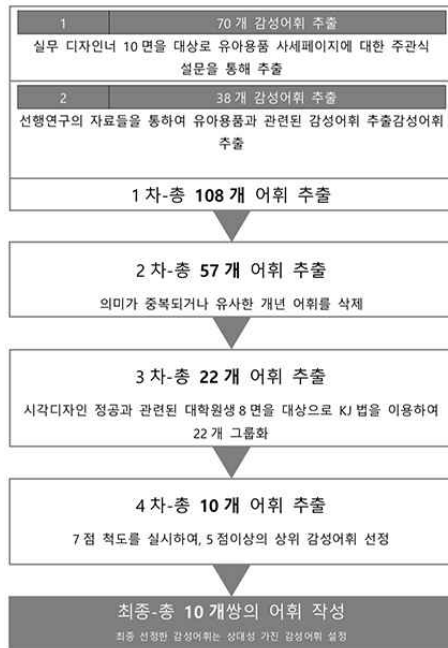 1 70 개 감성어휘 추출
실무 디자인너 10 면을 대상로 유아용품 사세페이지에 대한 주관식
설문을 통해 추출
2 38 개 감성어휘 추출
선행연구의 자료들을 통하여 유아용품과 관련된 감성어휘 추출감성어휘
추출
1 차-총 108 개 어휘 추출
2 차-총 57 개 어휘 추출
의미가 중복되거나 유사한 개년 어휘를 삭제
3 차-총 22 개 어휘 추출
시각디자인 정공과 관련된 대학원생 8 면을 대상으로 KJ 법을 이용하여
22 개 그룹화
4 차-총 10 개 어휘 추출
7 점 척도를 실시하여, 5 점이상의 상위 감성어휘 선정
최종-총 10 개쌍의 어휘 작성
최종 선정한 감성어휘는 상대성 가진 감성어휘 설정